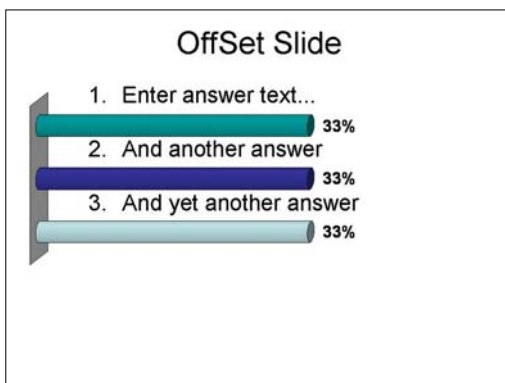 OffSet Slide
1. Enter answer text...
33%
2. And another answer
33%
3. And yet another answer
33%